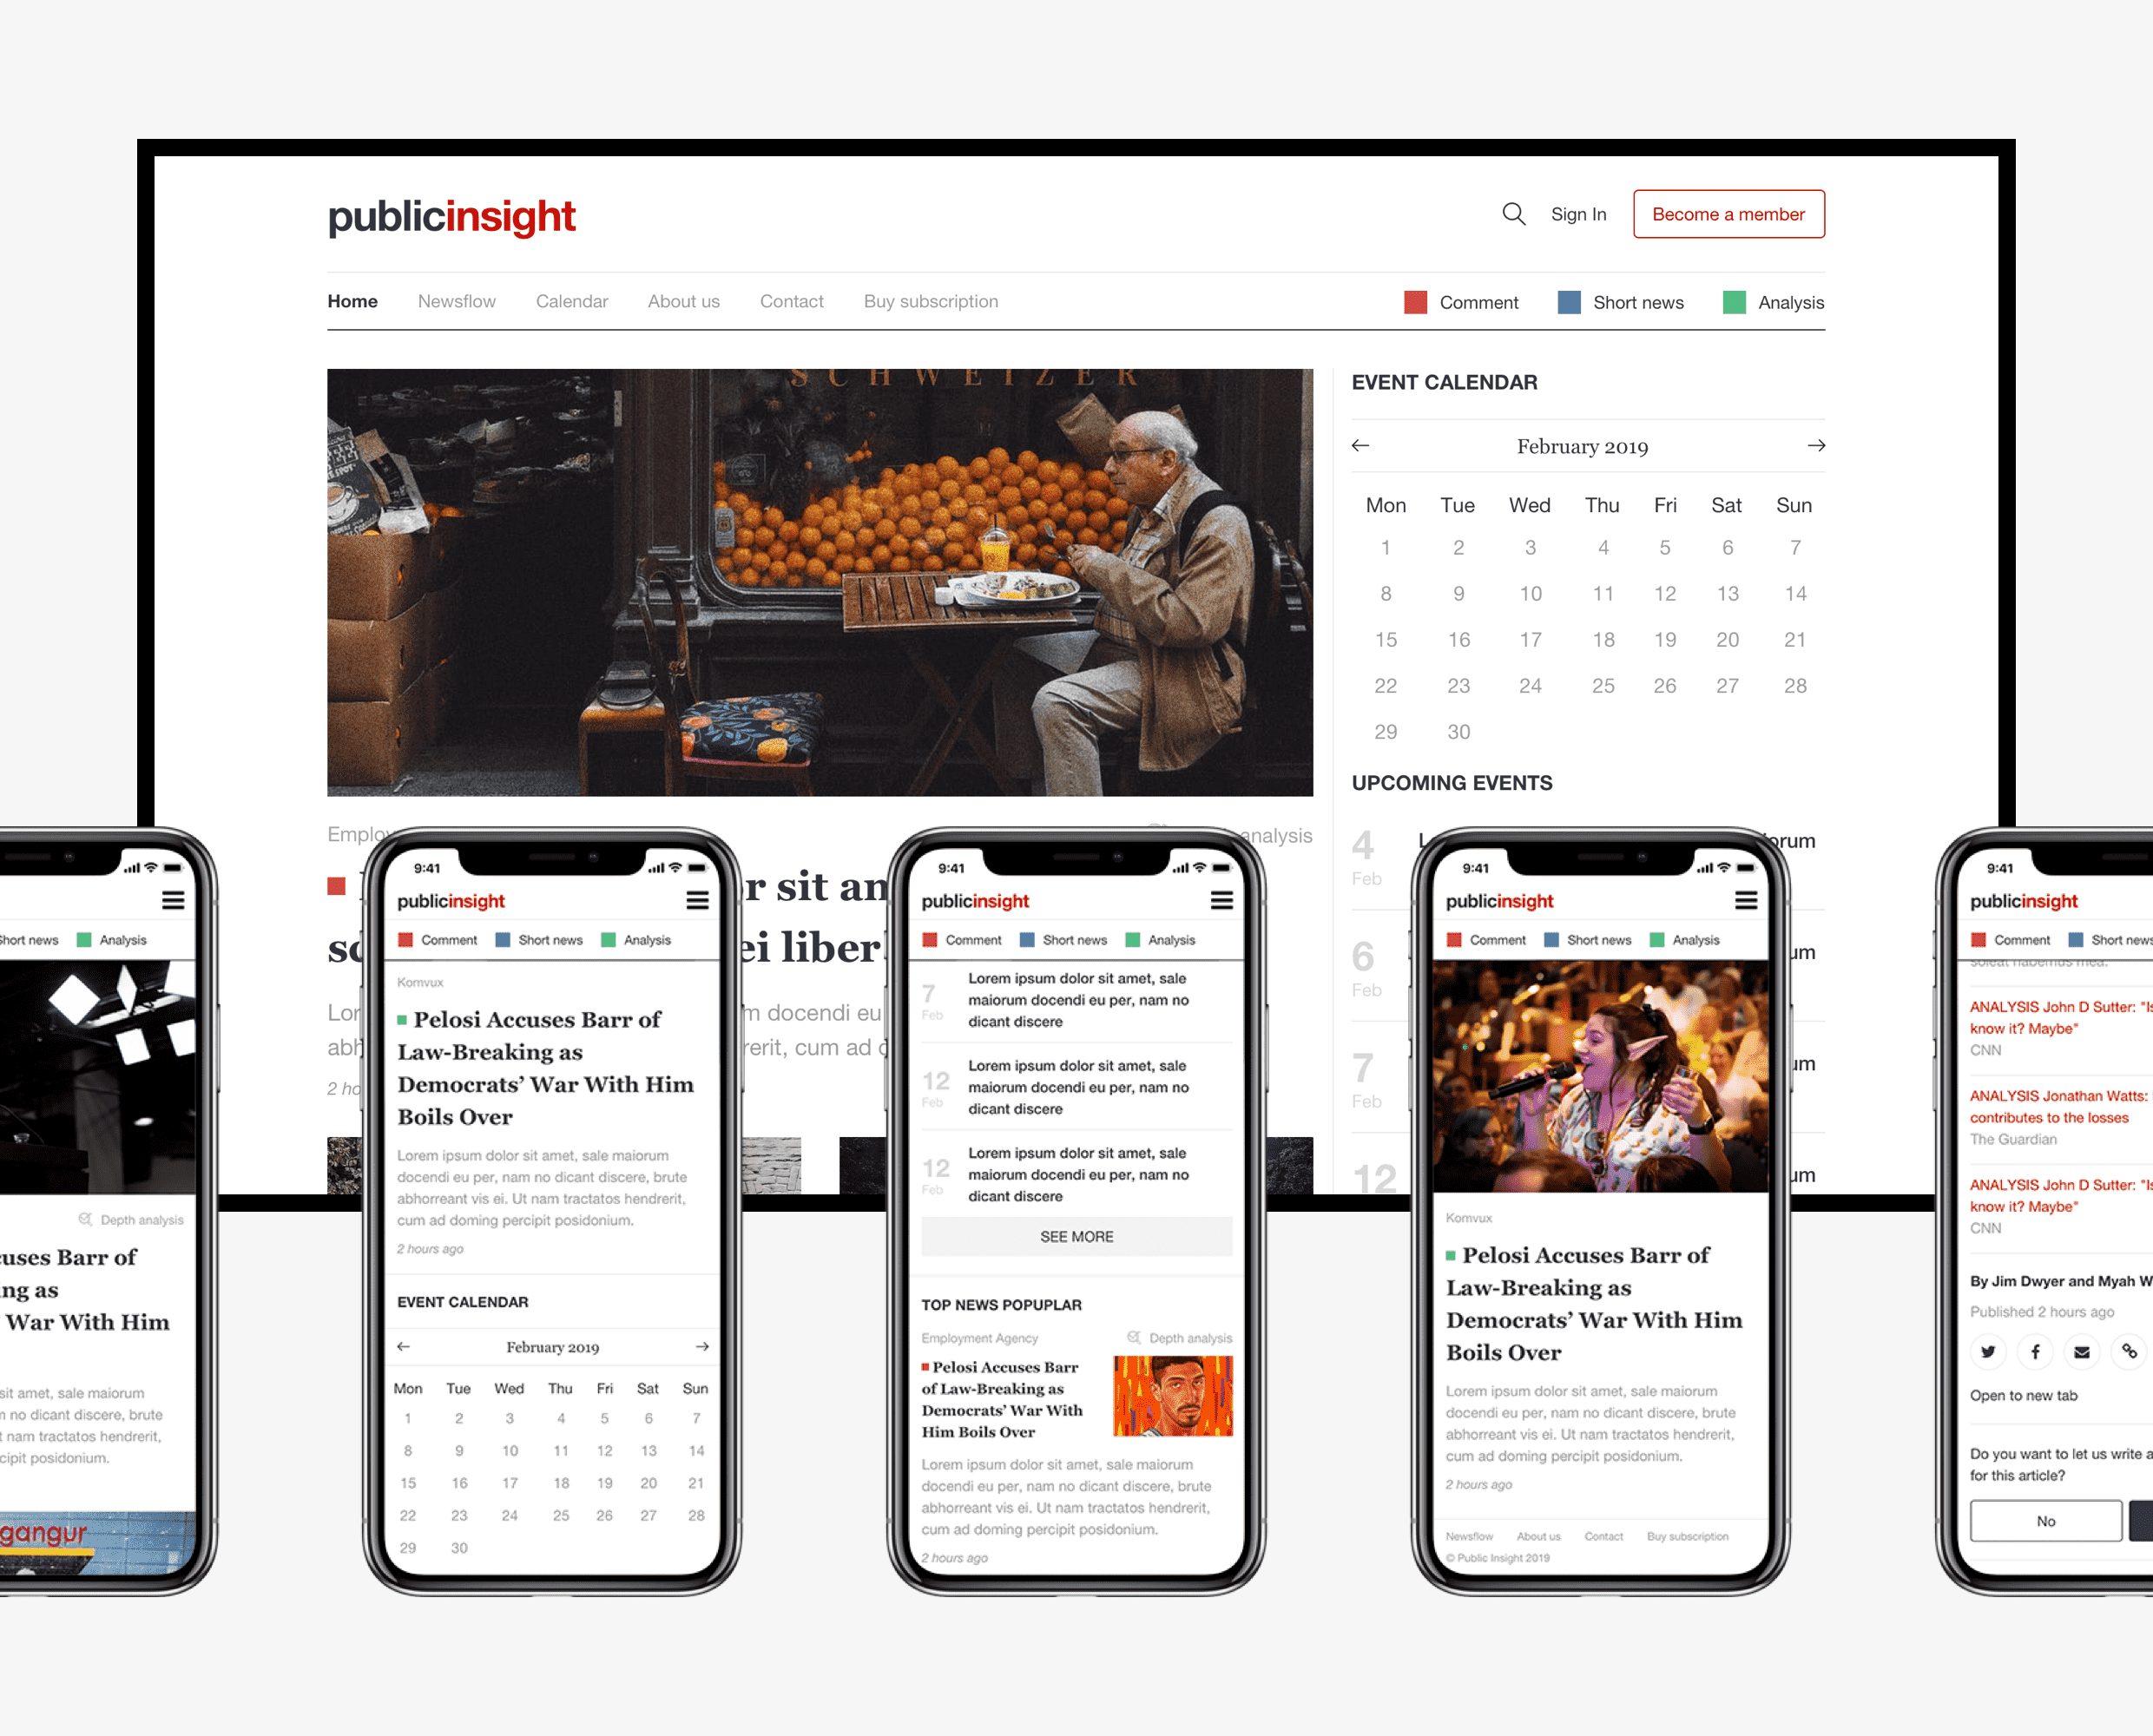 publicinsight
Sign In
Become a member
Home Newsflow Calendar About us Contact Buy subscription
Comment Short news Analysis
SCHWEIZER
EVENT CALENDAR
February 2019
Mon Tue Wed Thu Fri Sat Sun
1 2 3 4 5 6 7
8 9 10 11 12 13 14
15 16 17 18 19 20 21
22 23 24 25 26 27 28
29 30
UPCOMING EVENTS
4
Feb
6
Feb
7
Feb
12
analysis
sit
ei liber
docendi eu
cum ad
Short news Analysis
Depth analysis
Barr of
as
War With Him
sit amet, sale maiorum
no dicant discere, brute
nam tractatos hendrerit,
posidonium.
gangur
9:41
publicinsight
Comment Short news Analysis
Komvux
Pelosi Accuses Barr of
Law-Breaking as
Democrats’ War With Him
Boils Over
Lorem ipsum dolor sit amet, sale maiorum
docendi eu per, nam no dicant discere, brute
abhorreant vis ei. Ut nam tractatos hendrerit,
cum ad doming percipit posidonium.
2 hours ago
EVENT CALENDAR
February 2019
Mon Tue Wed Thu Fri Sat Sun
1 2 3 4 5 6 7
8 9 10 11 12 13 14
15 16 17 18 19 20 21
22 23 24 25 26 27 28
29 30
9:41
publicinsight
Comment Short news Analysis
7
Feb
Lorem ipsum dolor sit amet, sale
maiorum docendi eu per, nam no
dicant discere
12
Feb
Lorem ipsum dolor sit amet, sale
maiorum docendi eu per, nam no
dicant discere
12
Feb
Lorem ipsum dolor sit amet, sale
maiorum docendi eu per, nam no
dicant discere
SEE MORE
TOP NEWS POPUPLAR
Employment Agency
Depth analysis
Pelosi Accuses Barr
of Law-Breaking as
Democrats’ War With
Him Boils Over
Lorem ipsum dolor sit amet, sale maiorum
docendi eu per, nam no dicant discere, brute
abhorreant vis ei. Ut nam tractatos hendrerit,
cum ad doming percipit posidonium.
2 hours ago
9:41
publicinsight
Comment Short news Analysis
Komvux
Pelosi Accuses Barr of
Law-Breaking as
Democrats’ War With Him
Boils Over
Lorem ipsum dolor sit amet, sale maiorum
docendi eu per, nam no dicant discere, brute
abhorreant vis ei. Ut nam tractatos hendrerit,
cum ad doming percipit posidonium.
2 hours ago
Newsflow About us Contact Buy subscription
© Public Insight 2019
9:41
publicinsight
Comment Short news
soleat habemus mea.
ANALYSIS John D Sutter: "Is
know it? Maybe"
CNN
ANALYSIS Jonathan Watts:
contributes to the losses
The Guardian
ANALYSIS John D Sutter: "Is
know it? Maybe"
CNN
By Jim Dwyer and Myah W
Published 2 hours ago
Open to new tab
Do you want to let us write a
for this article?
No